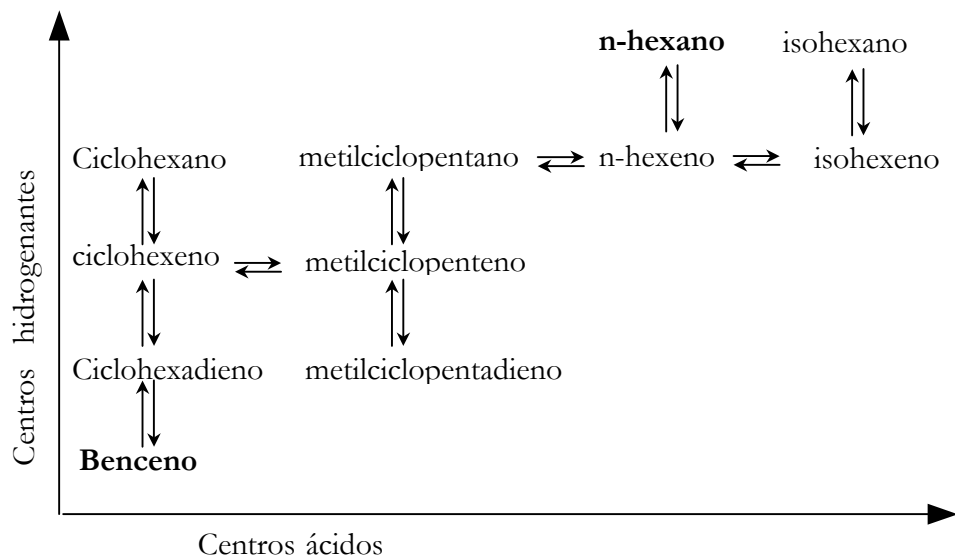 n-hexano isohexano
Ciclohexano metilciclopentano n-hexeno isohexeno
ciclohexeno metilciclopenteno
Ciclohexadieno metilciclopentadieno
Benceno
Centros hidrogenantes
Centros ácidos